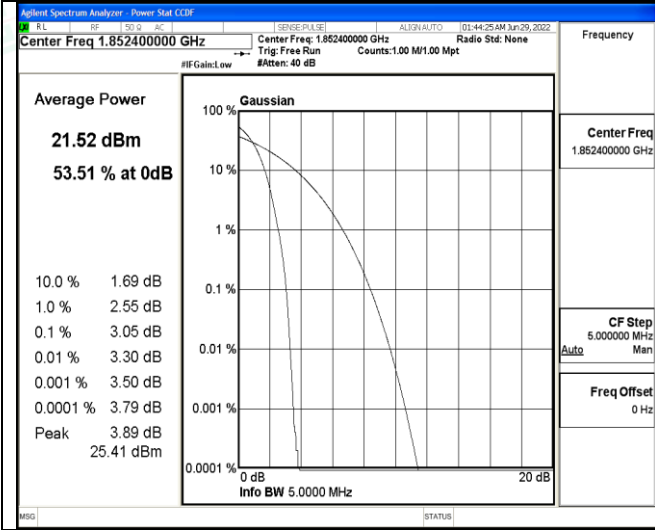 Agilent Spectrum Analyzer - Power Stat CCDF
RL RF 50 Ω AC SENSE:PULSE ALIGN AUTO 01:44:25 AM Jun 29, 2022
Center Freq 1.852400000 GHz
Center Freq: 1.852400000 GHz Radio Std: None
Trig: Free Run Counts:1.00 M/1.00 Mpt
#IFGain:Low #Atten: 40 dB
Frequency
Average Power
21.52 dBm
53.51 % at 0dB
10.0 % 1.69 dB
1.0 % 2.55 dB
0.1 % 3.05 dB
0.01 % 3.30 dB
0.001 % 3.50 dB
0.0001 % 3.79 dB
Peak 3.89 dB
25.41 dBm
Gaussian
100 %
10 %
1 %
0.1 %
0.01 %
0.001 %
0.0001 %
0 dB 20 dB
Info BW 5.0000 MHz
Center Freq
1.852400000 GHz
CF Step
5.000000 MHz
Auto Man
Freq Offset
0 Hz
MSG STATUS